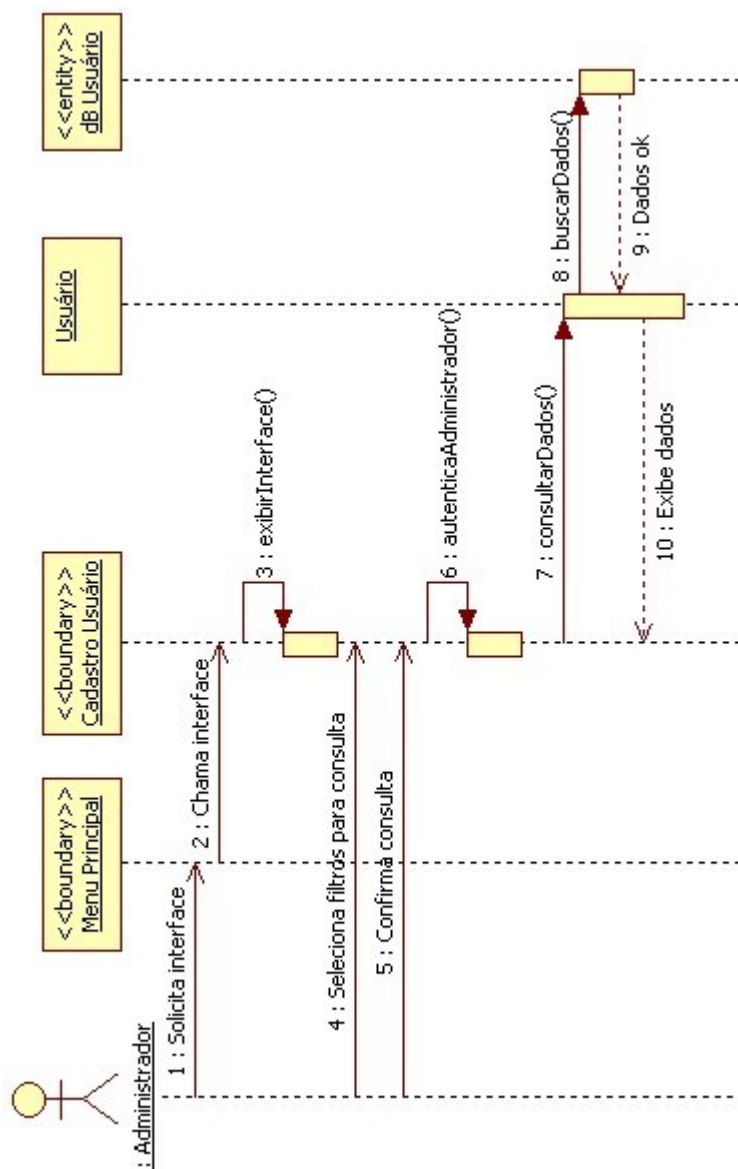 : Administrador
<<boundary>>
Menu Principal
<<boundary>>
Cadastro Usuário
Usuário
<<entity>>
dB Usuário
1 : Solicita interface
2 : Chama interface
3 : exibirInterface()
4 : Seleciona filtros para consulta
5 : Confirma consulta
6 : autenticaAdministrador()
7 : consultarDados()
8 : buscarDados()
9 : Dados ok
10 : Exibe dados